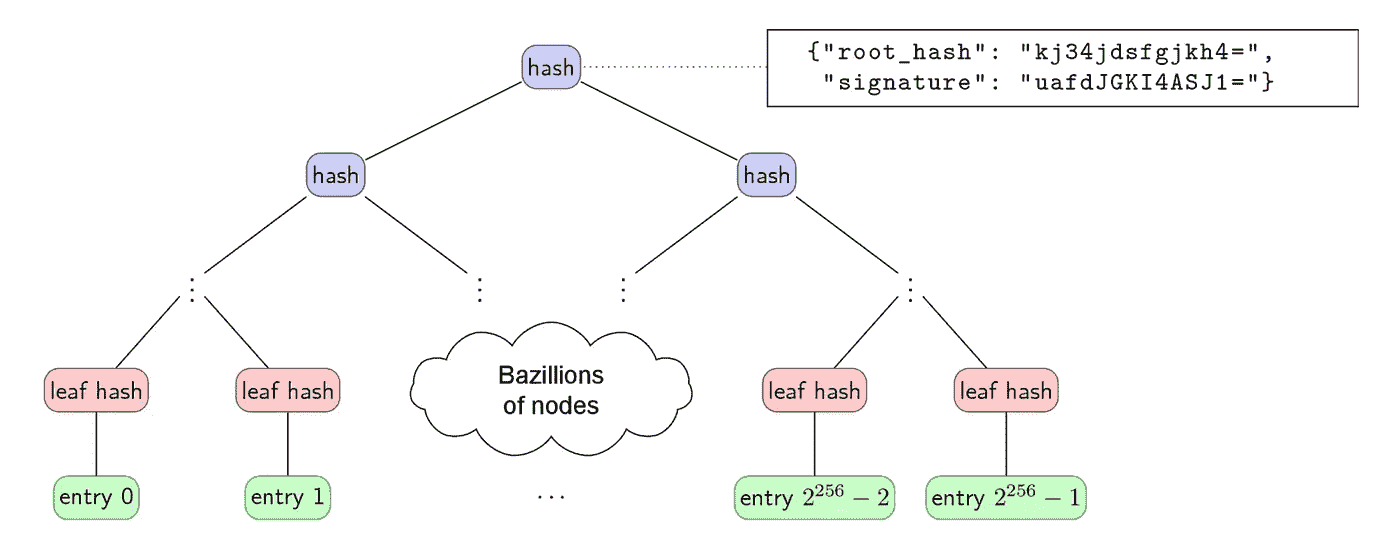 hash
{"root_hash": "kj34jdsfgjkh4=",
"signature": "uafdJGKI4ASJ1="}
hash
hash
⋮
⋮
⋮
⋮
leaf hash
leaf hash
Bazillions
of nodes
leaf hash
leaf hash
entry 0
entry 1
...
entry 2^256 − 2
entry 2^256 − 1